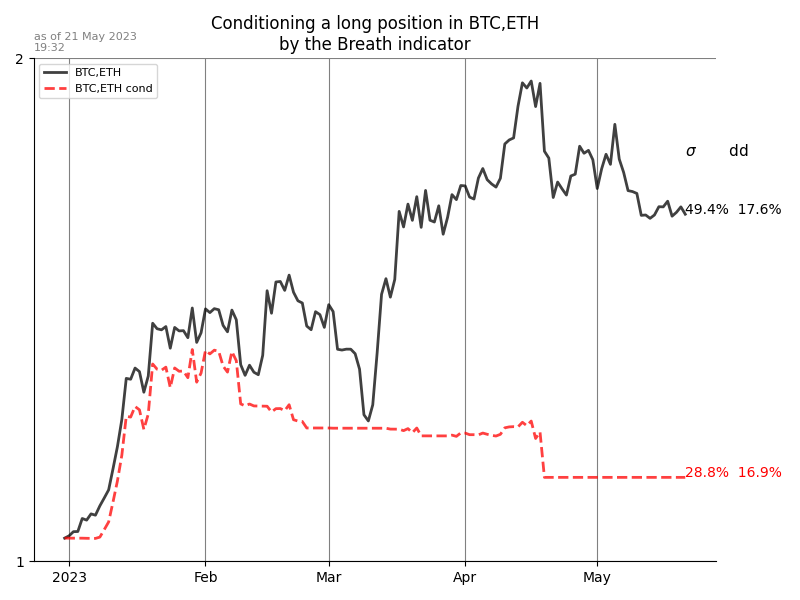 Conditioning a long position in BTC,ETH
by the Breath indicator
as of 21 May 2023
19:32
2
BTC,ETH
BTC,ETH cond
σ dd
49.4% 17.6%
28.8% 16.9%
1
2023 Feb Mar Apr May